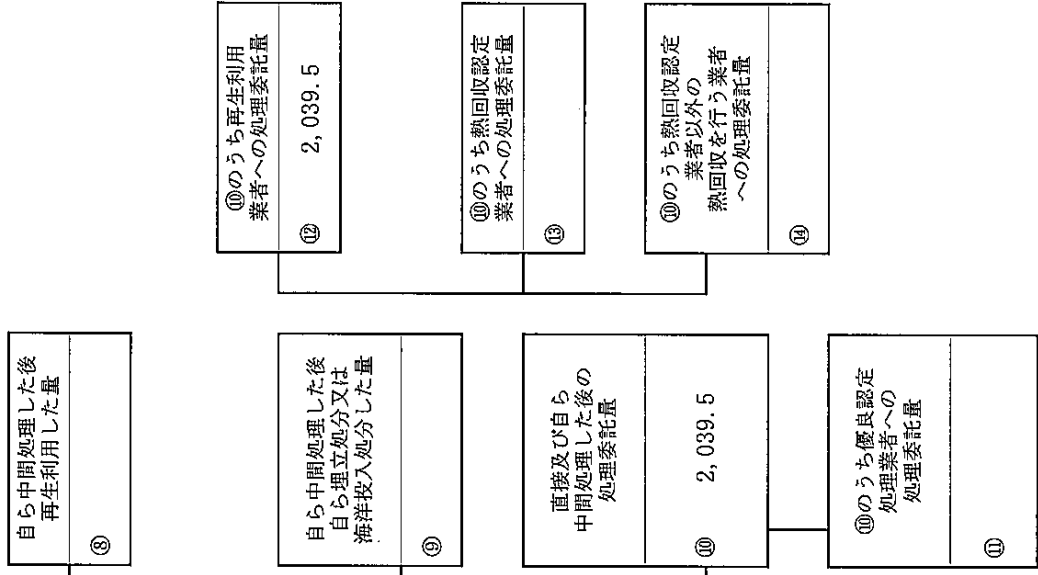 自ら中間処理した後
再生利用した量
⑧
自ら中間処理した後
自ら埋立処分又は
海洋投入処分した量
⑨
直接及び自ら
中間処理した後の
処理委託量
⑩ 2,039.5
⑩のうち優良認定
処理業者への
処理委託量
⑪
⑩のうち再生利用
業者への処理委託量
⑫ 2,039.5
⑩のうち熱回収認定
業者への処理委託量
⑬
⑩のうち熱回収認定
業者以外の
熱回収を行う業者
への処理委託量
⑭